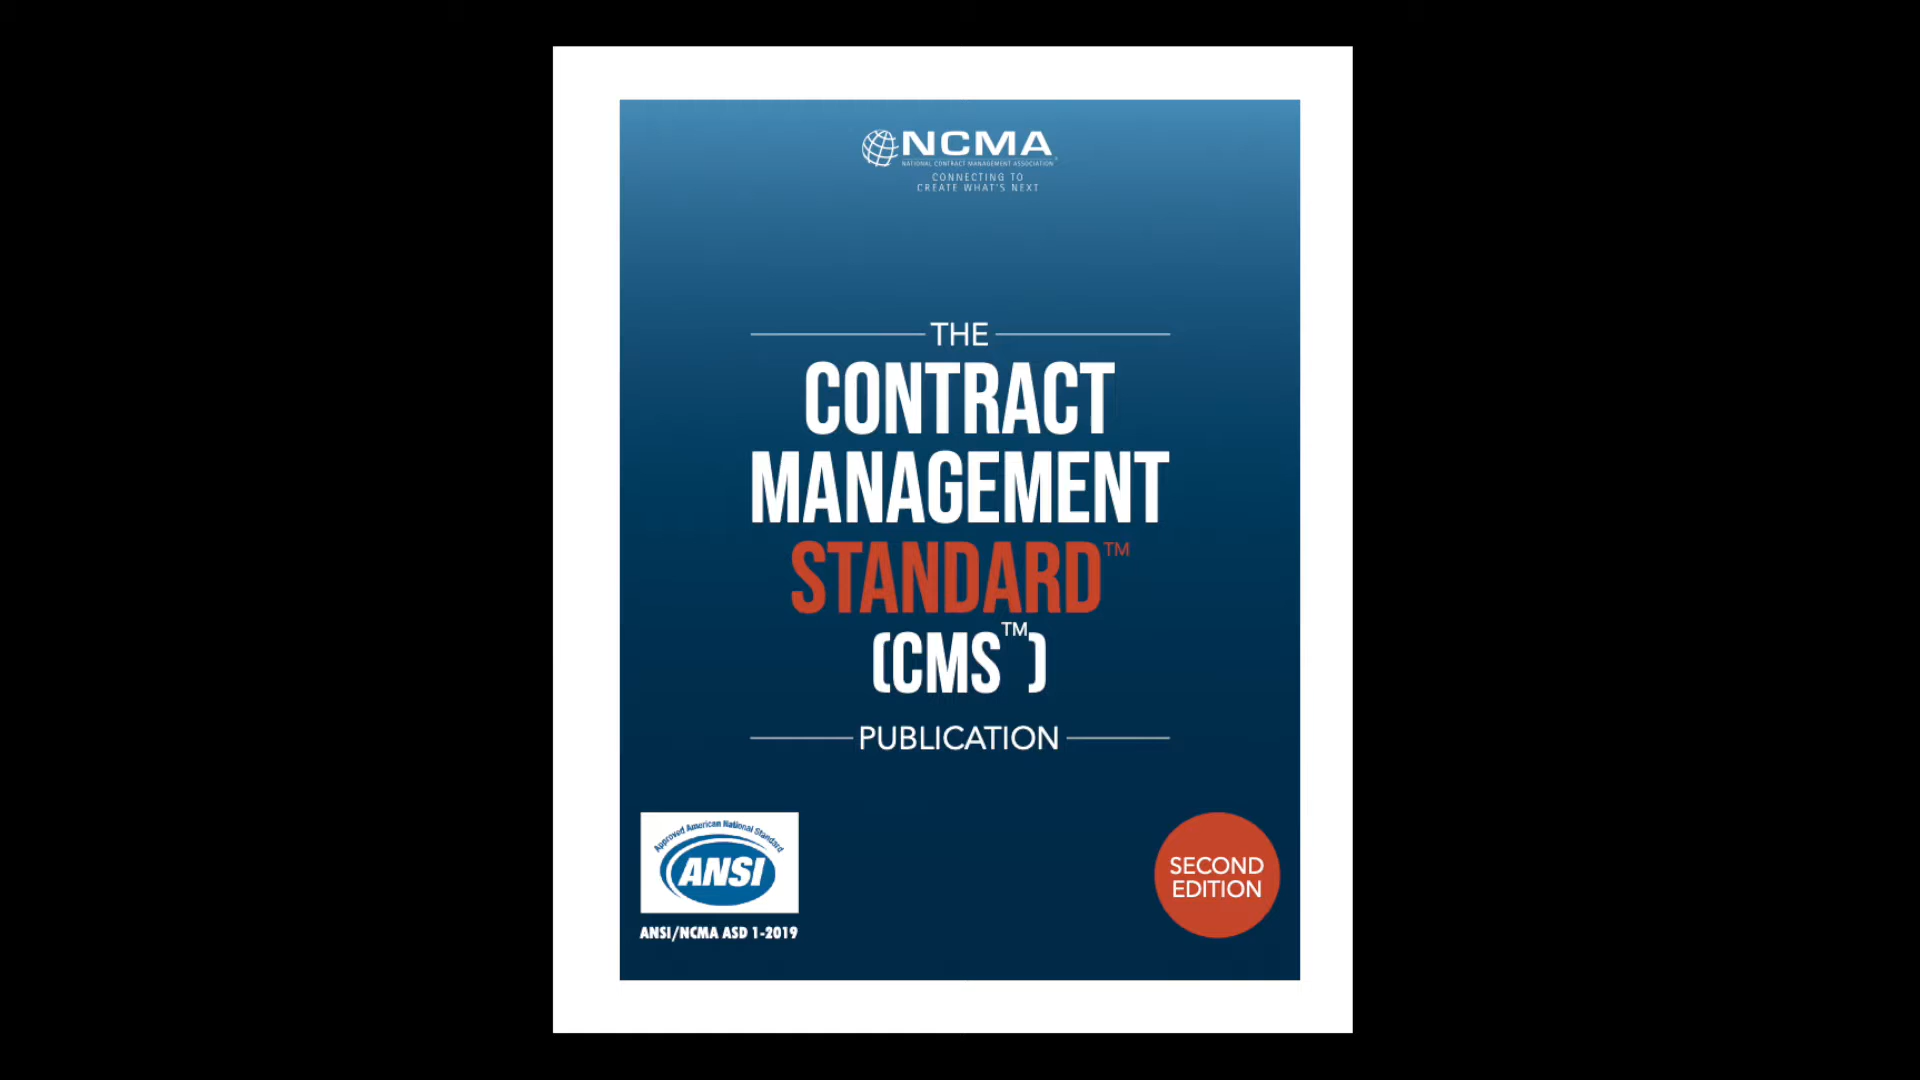 NCMA
NATIONAL CONTRACT MANAGEMENT ASSOCIATION
CONNECTING TO
CREATE WHAT'S NEXT
THE
CONTRACT
MANAGEMENT
STANDARD™
(CMS™)
PUBLICATION
Approved American National Standard
ANSI
ANSI/NCMA ASD 1-2019
SECOND
EDITION